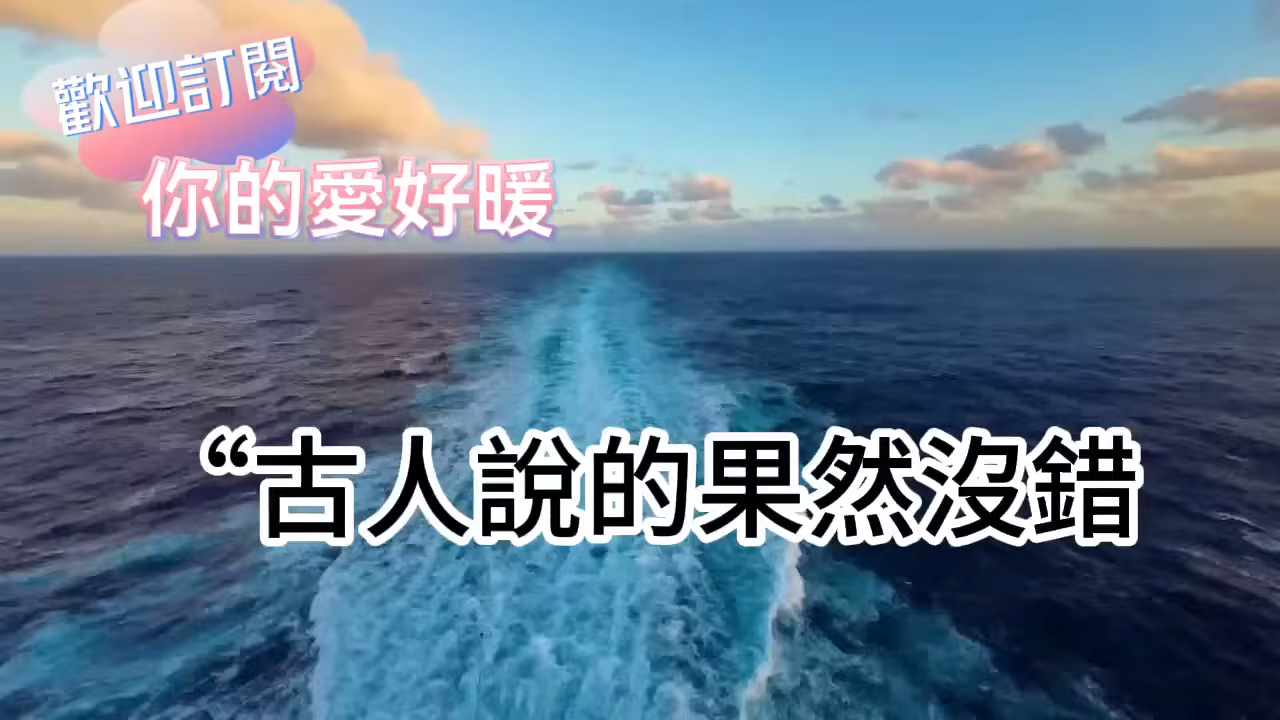 歡迎訂閱
你的愛好暖
“古人說的果然沒錯